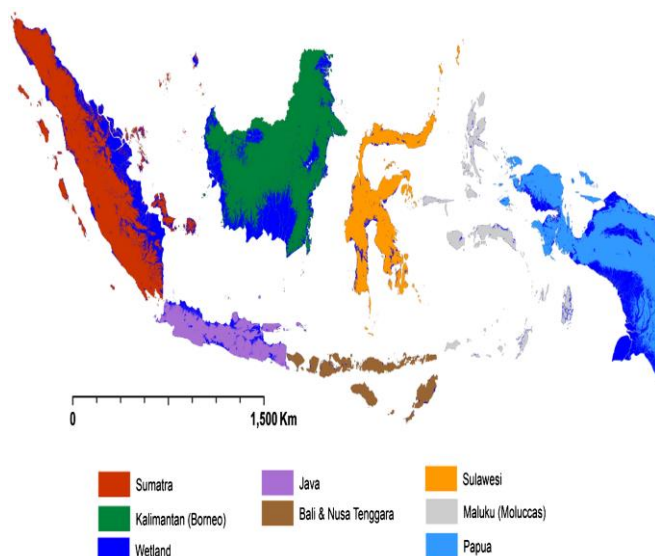 0
1,500 Km
Sumatra
Java
Sulawesi
Kalimantan (Borneo)
Bali & Nusa Tenggara
Maluku (Moluccas)
Wetland
Papua